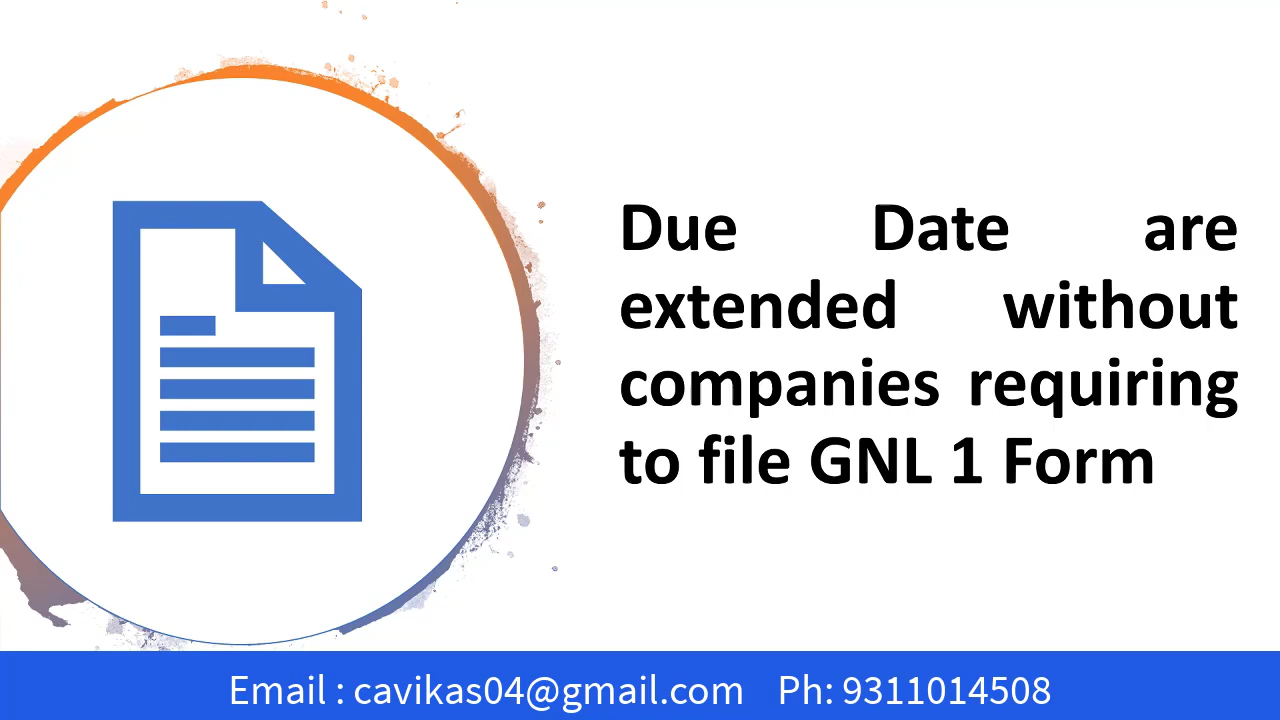 Due Date are
extended without
companies requiring
to file GNL 1 Form
Email : cavikas04@gmail.com Ph: 9311014508